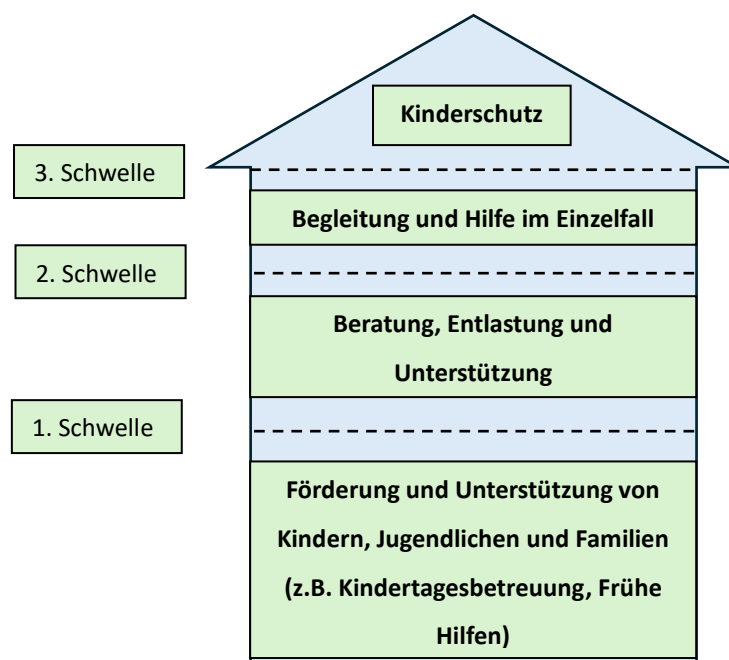 Kinderschutz
3. Schwelle
Begleitung und Hilfe im Einzelfall
2. Schwelle
Beratung, Entlastung und
Unterstützung
1. Schwelle
Förderung und Unterstützung von
Kindern, Jugendlichen und Familien
(z.B. Kindertagesbetreuung, Frühe
Hilfen)